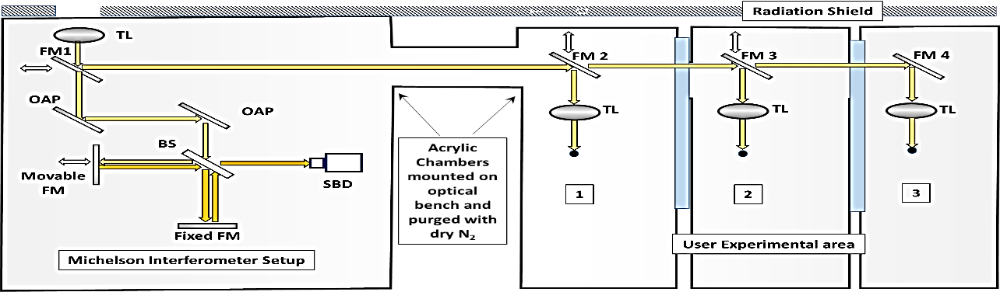 Radiation Shield
TL
FM1
FM 2
FM 3
FM 4
OAP
OAP
TL
TL
TL
BS
Acrylic
Chambers
mounted on
optical
bench and
purged with
dry N₂
Movable
FM
SBD
1
2
3
Fixed FM
User Experimental area
Michelson Interferometer Setup